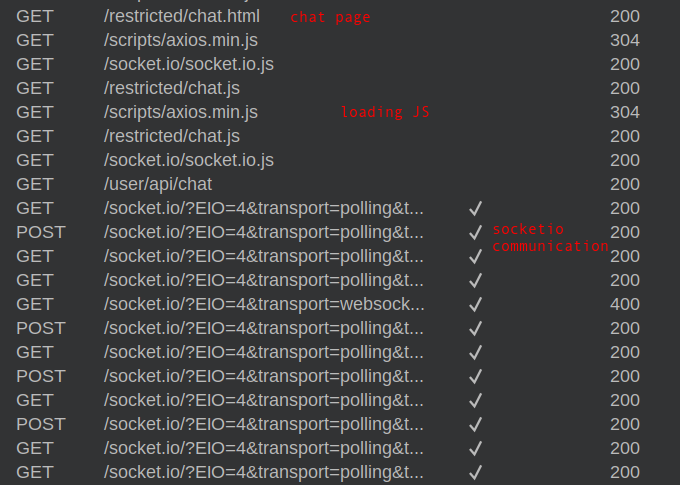 GET /restricted/chat.html chat page 200
GET /scripts/axios.min.js 304
GET /socket.io/socket.io.js 200
GET /restricted/chat.js 200
GET /scripts/axios.min.js loading JS 304
GET /restricted/chat.js 200
GET /socket.io/socket.io.js 200
GET /user/api/chat 200
GET /socket.io/?EIO=4&transport=polling&t... ✓ 200
POST /socket.io/?EIO=4&transport=polling&t... ✓ socketio 200
communication
GET /socket.io/?EIO=4&transport=polling&t... ✓ 200
GET /socket.io/?EIO=4&transport=polling&t... ✓ 200
GET /socket.io/?EIO=4&transport=websock... ✓ 400
POST /socket.io/?EIO=4&transport=polling&t... ✓ 200
GET /socket.io/?EIO=4&transport=polling&t... ✓ 200
POST /socket.io/?EIO=4&transport=polling&t... ✓ 200
GET /socket.io/?EIO=4&transport=polling&t... ✓ 200
POST /socket.io/?EIO=4&transport=polling&t... ✓ 200
GET /socket.io/?EIO=4&transport=polling&t... ✓ 200
GET /socket.io/?EIO=4&transport=polling&t... ✓ 200